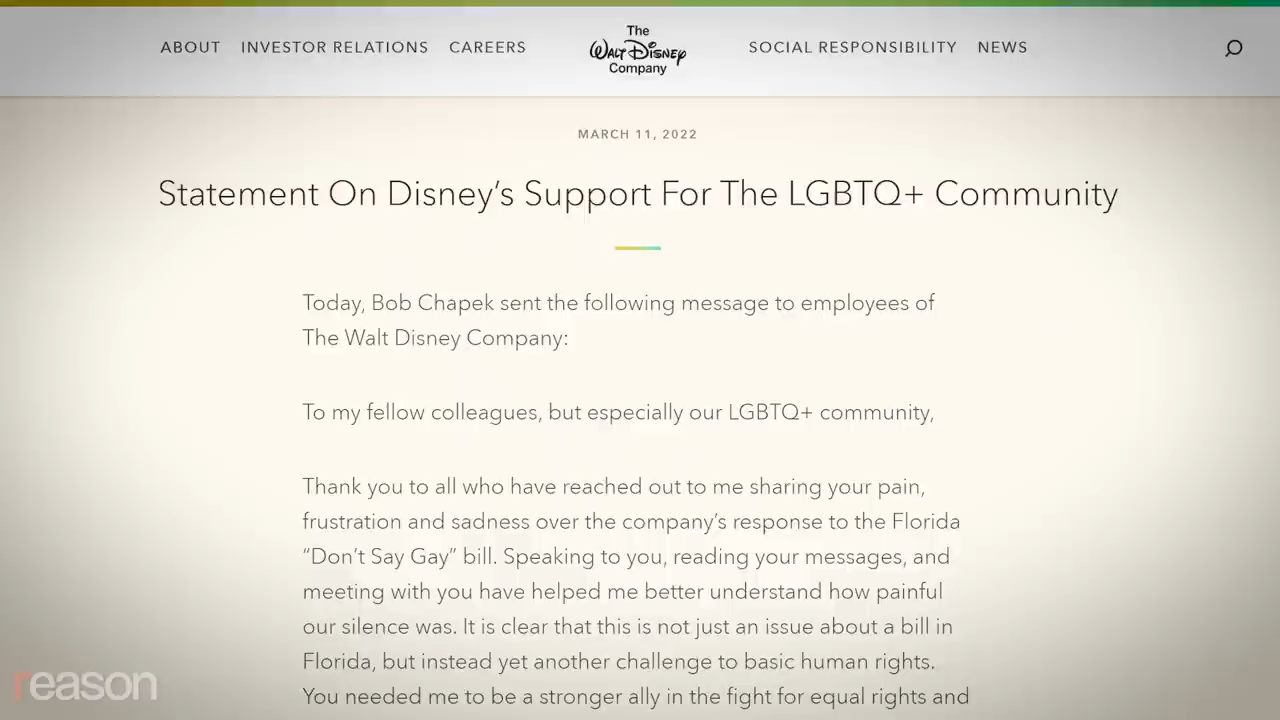 ABOUT INVESTOR RELATIONS CAREERS The WALT DISNEY Company SOCIAL RESPONSIBILITY NEWS
MARCH 11, 2022
Statement On Disney’s Support For The LGBTQ+ Community
Today, Bob Chapek sent the following message to employees of
The Walt Disney Company:
To my fellow colleagues, but especially our LGBTQ+ community,
Thank you to all who have reached out to me sharing your pain,
frustration and sadness over the company’s response to the Florida
“Don’t Say Gay” bill. Speaking to you, reading your messages, and
meeting with you have helped me better understand how painful
our silence was. It is clear that this is not just an issue about a bill in
Florida, but instead yet another challenge to basic human rights.
You needed me to be a stronger ally in the fight for equal rights and
reason